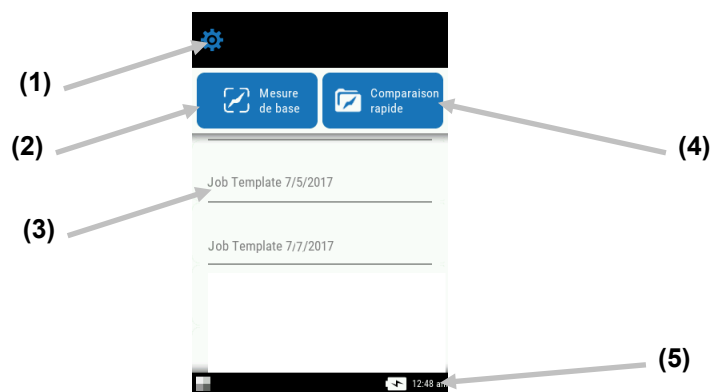 (1)
Mesure
de base
Comparaison
rapide
(2)
(4)
Job Template 7/5/2017
(3)
Job Template 7/7/2017
(5)
12:48 am